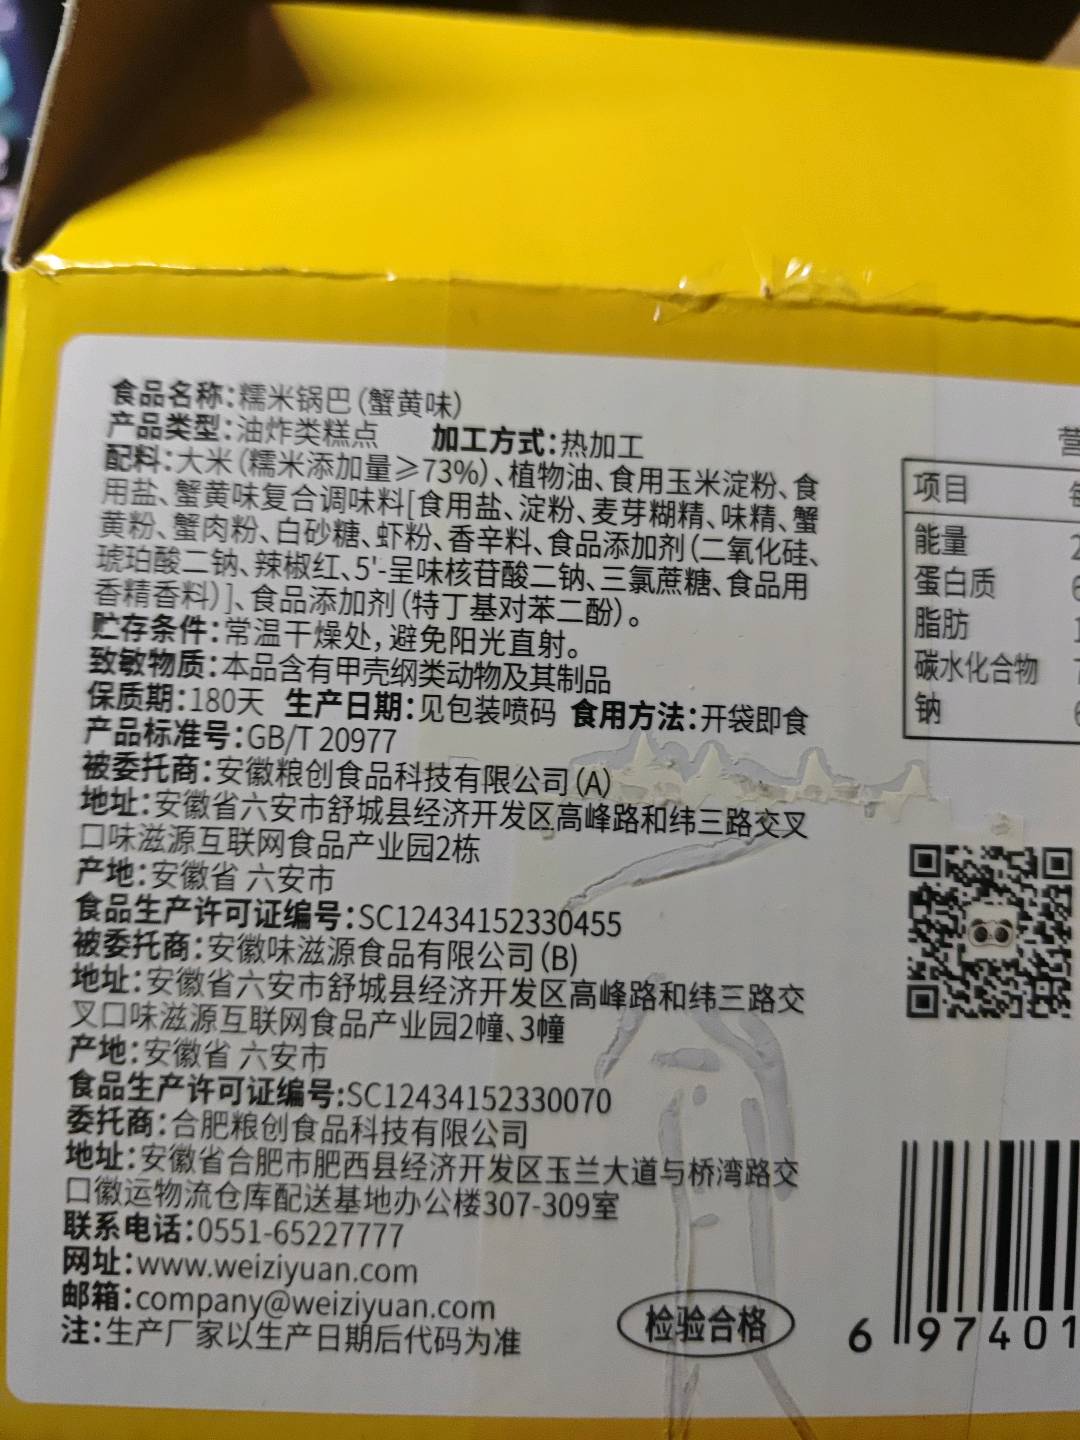 食品名称:糯米锅巴(蟹黄味)
产品类型:油炸类糕点 加工方式:热加工
配料:大米(糯米添加量≥73%)、植物油、食用玉米淀粉、食
用盐、蟹黄味复合调味料[食用盐、淀粉、麦芽糊精、味精、蟹
黄粉、蟹肉粉、白砂糖、虾粉、香辛料、食品添加剂(二氧化硅、
琥珀酸二钠、辣椒红、5'-呈味核苷酸二钠、三氯蔗糖、食品用
香精香料)]、食品添加剂(特丁基对苯二酚)。
贮存条件:常温干燥处,避免阳光直射。
致敏物质:本品含有甲壳纲类动物及其制品
保质期:180天 生产日期:见包装喷码 食用方法:开袋即食
产品标准号:GB/T 20977
被委托商:安徽粮创食品科技有限公司(A)
地址:安徽省六安市舒城县经济开发区高峰路和纬三路交叉
口味滋源互联网食品产业园2栋
产地:安徽省 六安市
食品生产许可证编号:SC12434152330455
被委托商:安徽味滋源食品有限公司(B)
地址:安徽省六安市舒城县经济开发区高峰路和纬三路交
叉口味滋源互联网食品产业园2幢、3幢
产地:安徽省 六安市
食品生产许可证编号:SC12434152330070
委托商:合肥粮创食品科技有限公司
地址:安徽省合肥市肥西县经济开发区玉兰大道与桥湾路交
口徽运物流仓库配送基地办公楼307-309室
联系电话:0551-65227777
网址:www.weiziyuan.com
邮箱:company@weiziyuan.com
注:生产厂家以生产日期后代码为准
检验合格
项目
能量
蛋白质
脂肪
碳水化合物
钠
6 97401